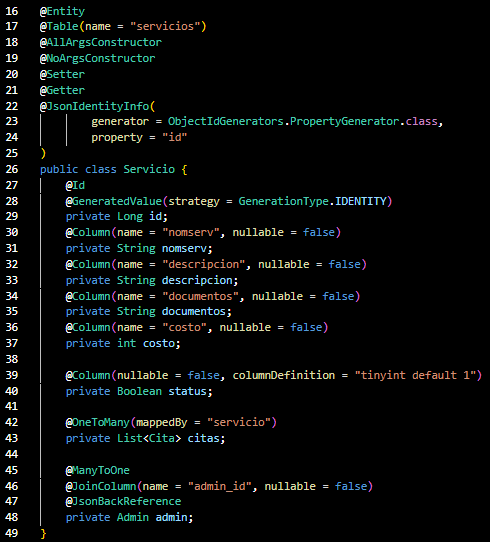 16 @Entity
17 @Table(name = "servicios")
18 @AllArgsConstructor
19 @NoArgsConstructor
20 @Setter
21 @Getter
22 @JsonIdentityInfo(
23         generator = ObjectIdGenerators.PropertyGenerator.class,
24         property = "id"
25 )
26 public class Servicio {
27     @Id
28     @GeneratedValue(strategy = GenerationType.IDENTITY)
29     private Long id;
30     @Column(name = "nomserv", nullable = false)
31     private String nomserv;
32     @Column(name = "descripcion", nullable = false)
33     private String descripcion;
34     @Column(name = "documentos", nullable = false)
35     private String documentos;
36     @Column(name = "costo", nullable = false)
37     private int costo;
38
39     @Column(nullable = false, columnDefinition = "tinyint default 1")
40     private Boolean status;
41
42     @OneToMany(mappedBy = "servicio")
43     private List<Cita> citas;
44
45     @ManyToOne
46     @JoinColumn(name = "admin_id", nullable = false)
47     @JsonBackReference
48     private Admin admin;
49 }